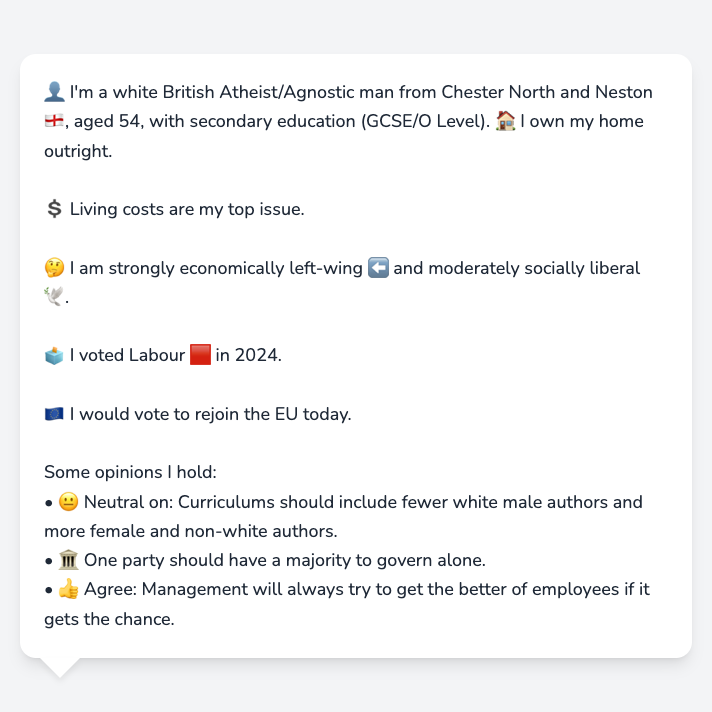 👤 I'm a white British Atheist/Agnostic man from Chester North and Neston
🏴󠁧󠁢󠁥󠁮󠁧󠁿, aged 54, with secondary education (GCSE/O Level). 🏠 I own my home
outright.
💲 Living costs are my top issue.
🤔 I am strongly economically left-wing ⬅️ and moderately socially liberal
🕊️.
🗳️ I voted Labour 🟥 in 2024.
🇪🇺 I would vote to rejoin the EU today.
Some opinions I hold:
• 😐 Neutral on: Curriculums should include fewer white male authors and
more female and non-white authors.
• 🏛️ One party should have a majority to govern alone.
• 👍 Agree: Management will always try to get the better of employees if it
gets the chance.